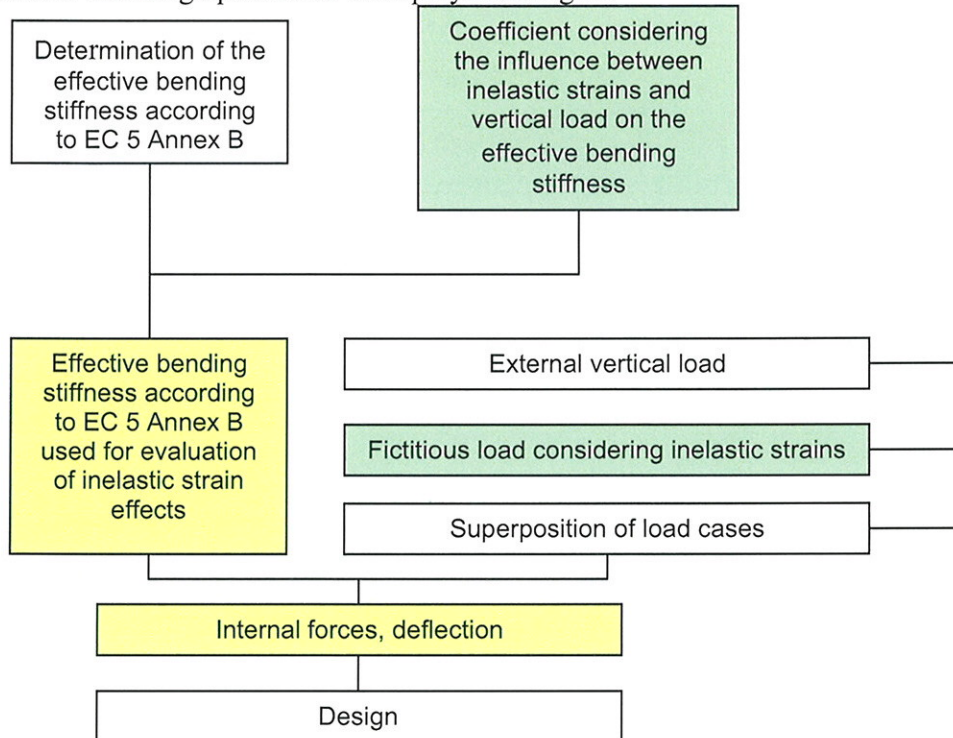 Determination of the
effective bending
stiffness according
to EC 5 Annex B
Coefficient considering
the influence between
inelastic strains and
vertical load on the
effective bending
stiffness
Effective bending
stiffness according
to EC 5 Annex B
used for evaluation
of inelastic strain
effects
External vertical load
Fictitious load considering inelastic strains
Superposition of load cases
Internal forces, deflection
Design